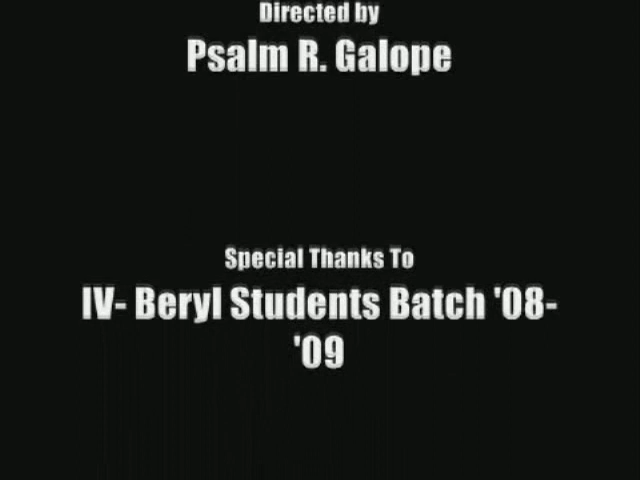 Directed by
Psalm R. Galope
Special Thanks To
IV- Beryl Students Batch '08-
'09